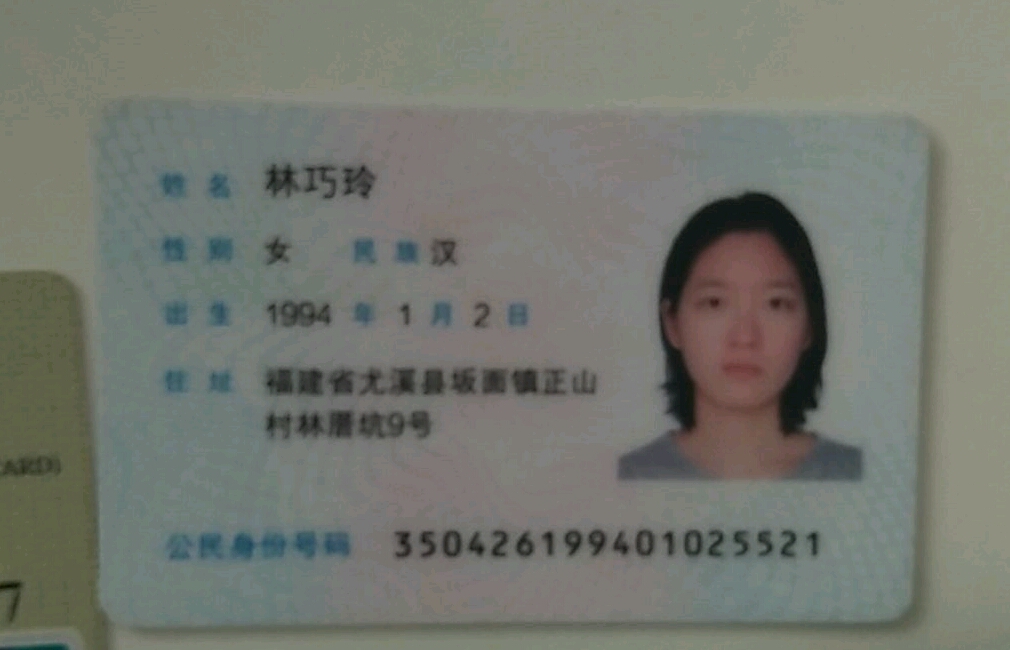 姓名 林巧玲
性别 女 民族 汉
出生 1994 年 1 月 2 日
住址 福建省尤溪县坂面镇正山
村林厝坑9号
公民身份号码 350426199401025521
ARD)
7